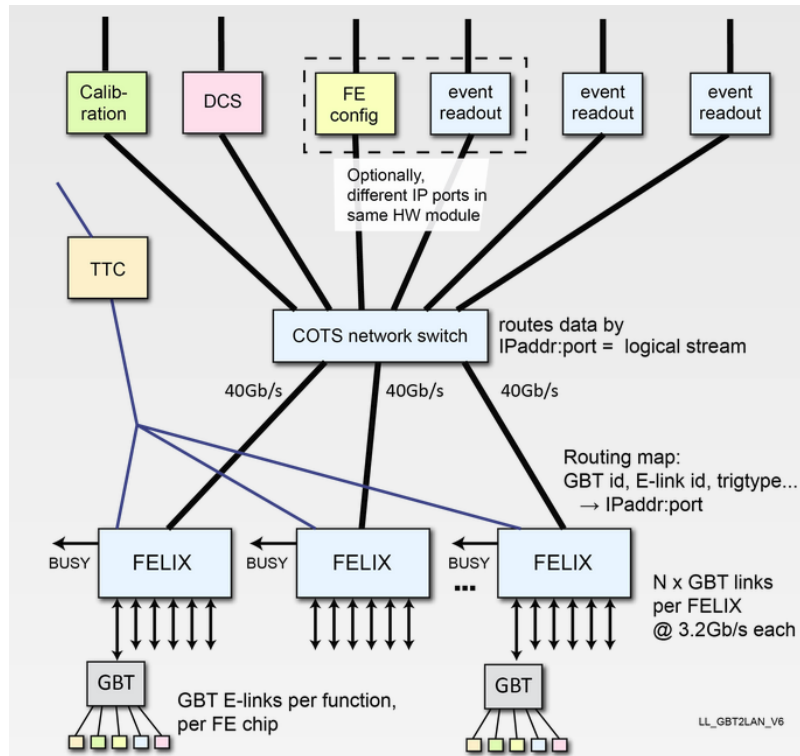 Calib-
ration
DCS
FE
config
event
readout
event
readout
event
readout
Optionally,
different IP ports in
same HW module
TTC
COTS network switch
routes data by
IPaddr:port = logical stream
40Gb/s
40Gb/s
40Gb/s
Routing map:
GBT id, E-link id, trigtype...
→ IPaddr:port
BUSY
FELIX
BUSY
FELIX
BUSY
...
FELIX
N x GBT links
per FELIX
@ 3.2Gb/s each
GBT
GBT E-links per function,
per FE chip
GBT
LL_GBT2LAN_V6